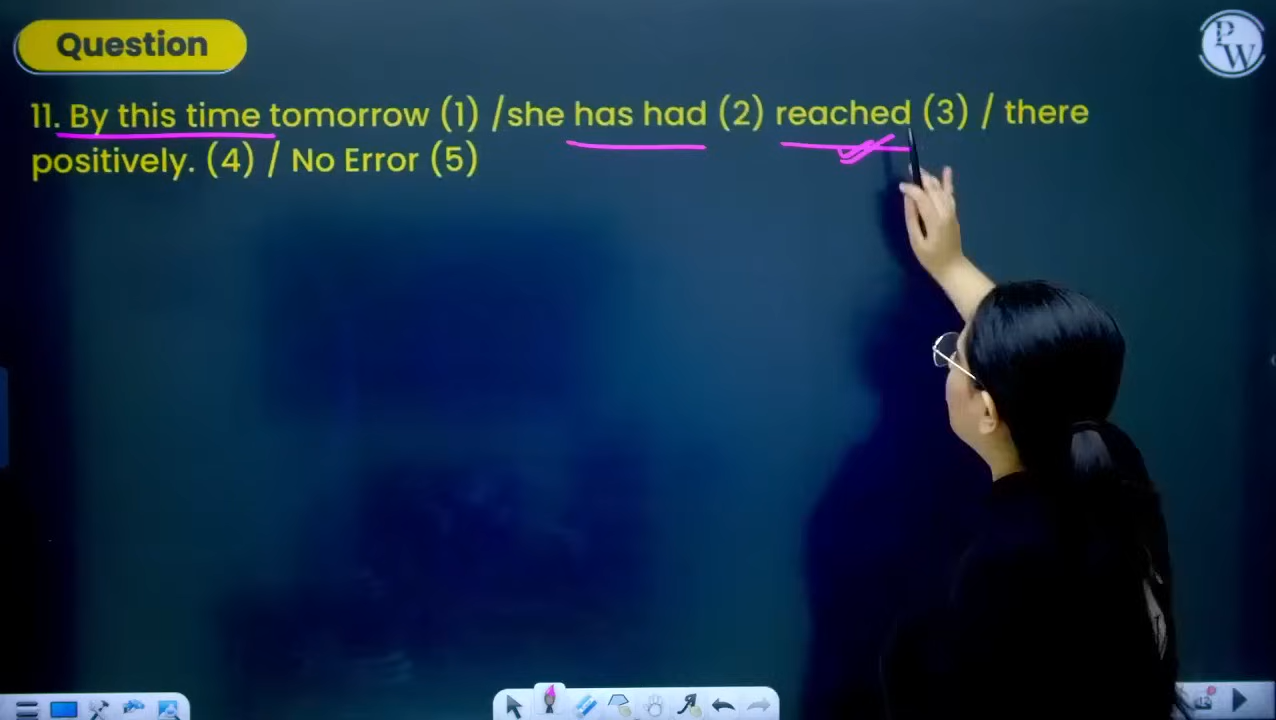 Question
PW
11. By this time tomorrow (1) /she has had (2) reached (3) / there
positively. (4) / No Error (5)